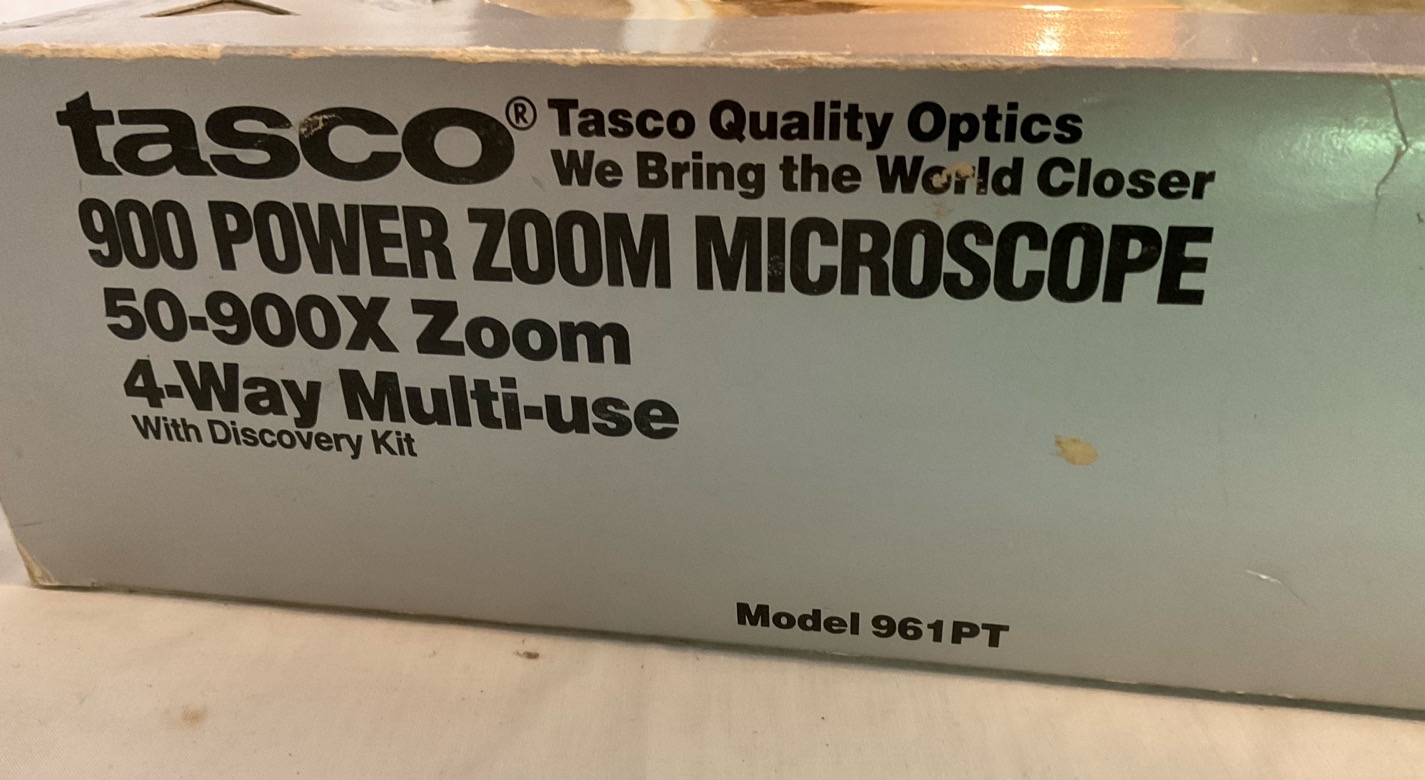 tasco® Tasco Quality Optics
We Bring the World Closer
900 POWER ZOOM MICROSCOPE
50-900X Zoom
4-Way Multi-use
With Discovery Kit
Model 961PT